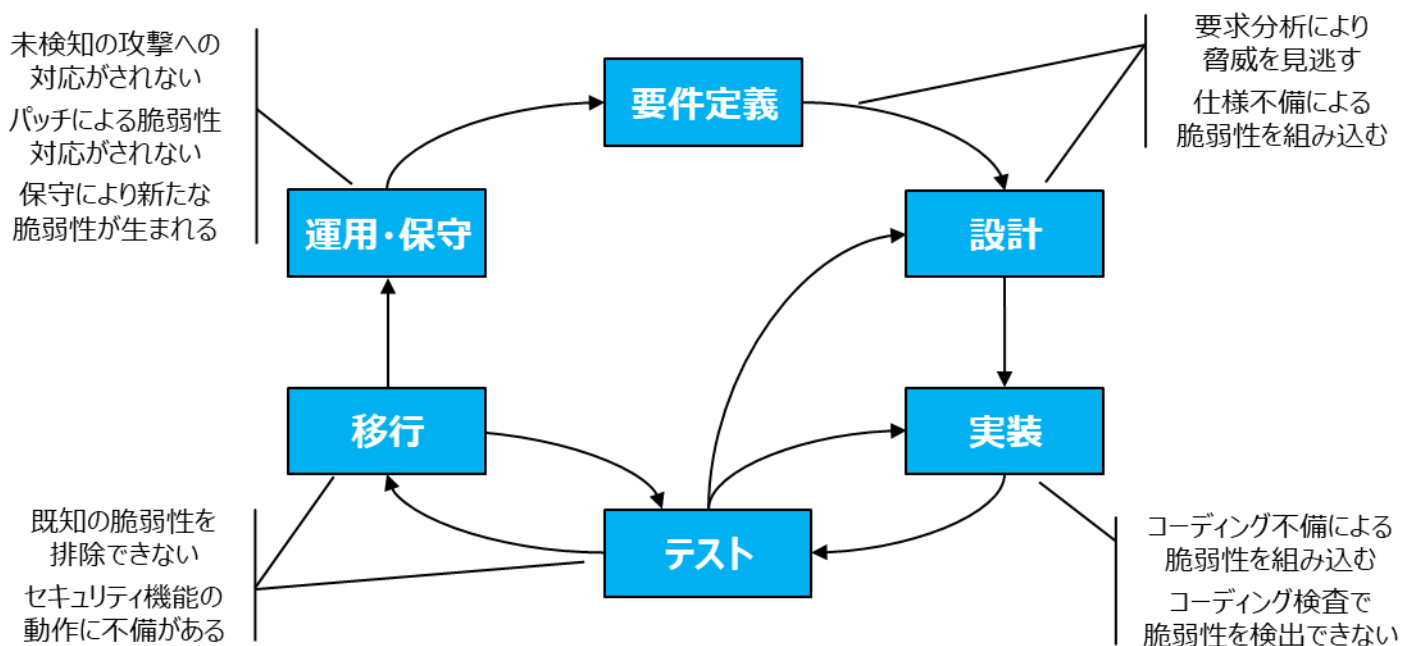 未検知の攻撃への
対応がされない
パッチによる脆弱性
対応がされない
保守により新たな
脆弱性が生まれる
要件定義
要求分析により
脅威を見逃す
仕様不備による
脆弱性を組み込む
運用・保守
設計
移行
実装
テスト
既知の脆弱性を
排除できない
セキュリティ機能の
動作に不備がある
コーディング不備による
脆弱性を組み込む
コーディング検査で
脆弱性を検出できない